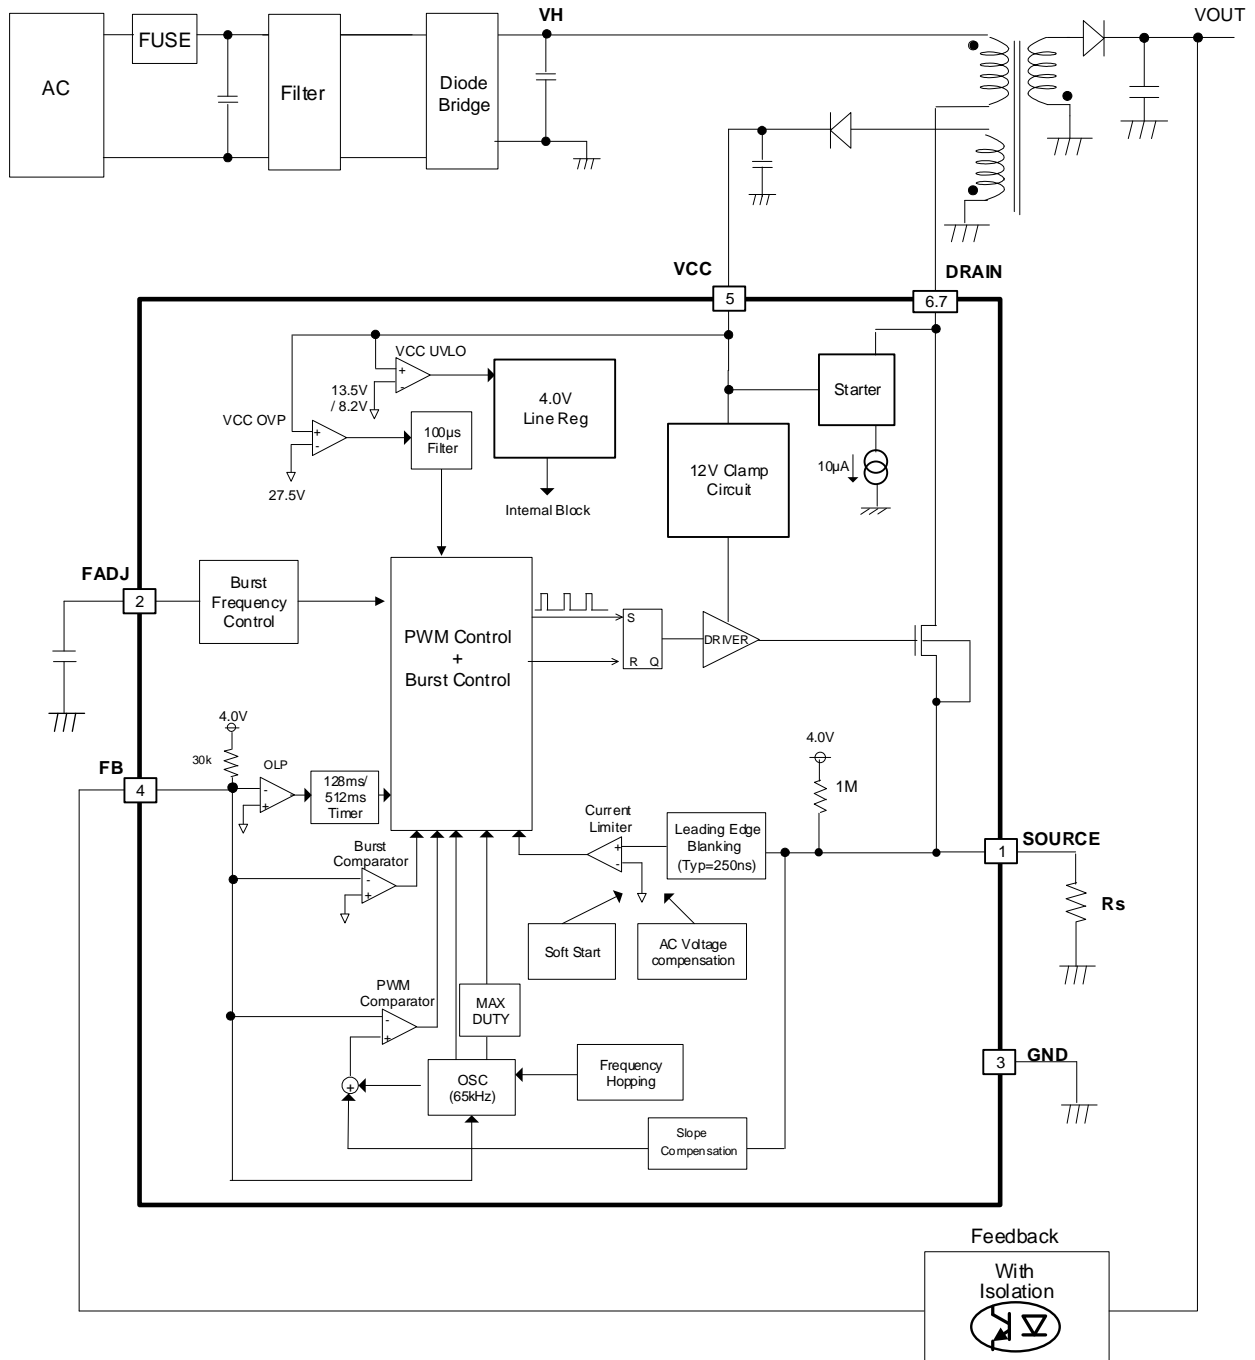 VH
VOUT
FUSE
AC
Filter
Diode
Bridge
VCC
DRAIN
5
6.7
VCC UVLO
+
-
13.5V
/ 8.2V
4.0V
Line Reg
Starter
VCC OVP
+
-
100µs
Filter
27.5V
10µA
12V Clamp
Circuit
Internal Block
FADJ
2
Burst
Frequency
Control
PWM Control
+
Burst Control
S
R Q
DRIVER
4.0V
30k
FB
4
OLP
-
+
128ms/
512ms
Timer
4.0V
1M
Current
Limiter
+
-
Leading Edge
Blanking
(Typ=250ns)
SOURCE
1
Rs
Burst
Comparator
-
+
Soft Start
AC Voltage
compensation
PWM
Comparator
-
+
MAX
DUTY
+
OSC
(65kHz)
Frequency
Hopping
GND
3
Slope
Compensation
Feedback
With
Isolation